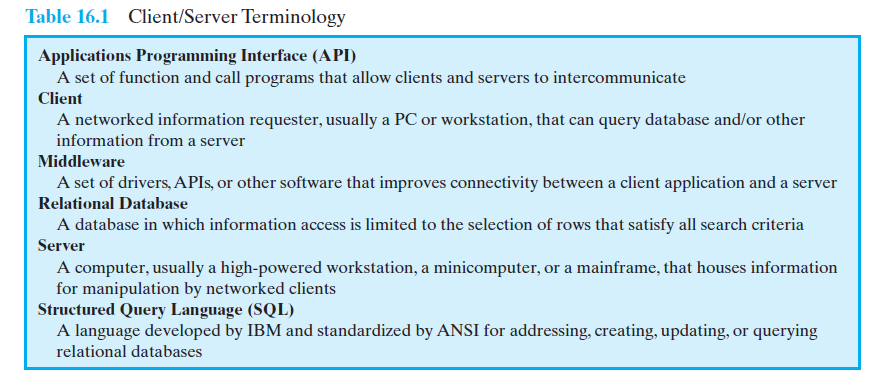 Table 16.1 Client/Server Terminology
Applications Programming Interface (API)
A set of function and call programs that allow clients and servers to intercommunicate
Client
A networked information requester, usually a PC or workstation, that can query database and/or other
information from a server
Middleware
A set of drivers, APIs, or other software that improves connectivity between a client application and a server
Relational Database
A database in which information access is limited to the selection of rows that satisfy all search criteria
Server
A computer, usually a high-powered workstation, a minicomputer, or a mainframe, that houses information
for manipulation by networked clients
Structured Query Language (SQL)
A language developed by IBM and standardized by ANSI for addressing, creating, updating, or querying
relational databases